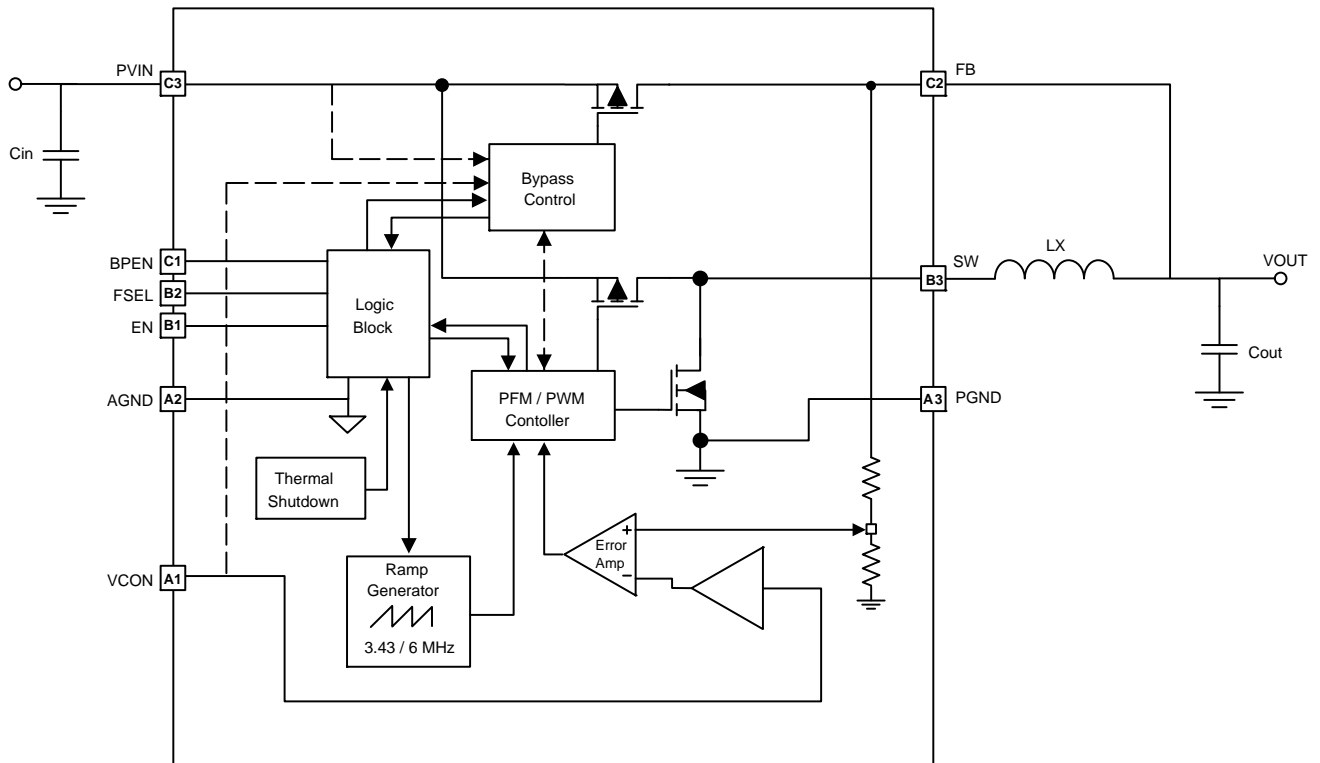 PVIN
C3
C2
FB
Cin
Bypass
Control
BPEN
C1
FSEL
B2
EN
B1
Logic
Block
SW
B3
LX
VOUT
Cout
AGND
A2
PFM / PWM
Contoller
A3
PGND
Thermal
Shutdown
+
Error
Amp
−
VCON
A1
Ramp
Generator
3.43 / 6 MHz